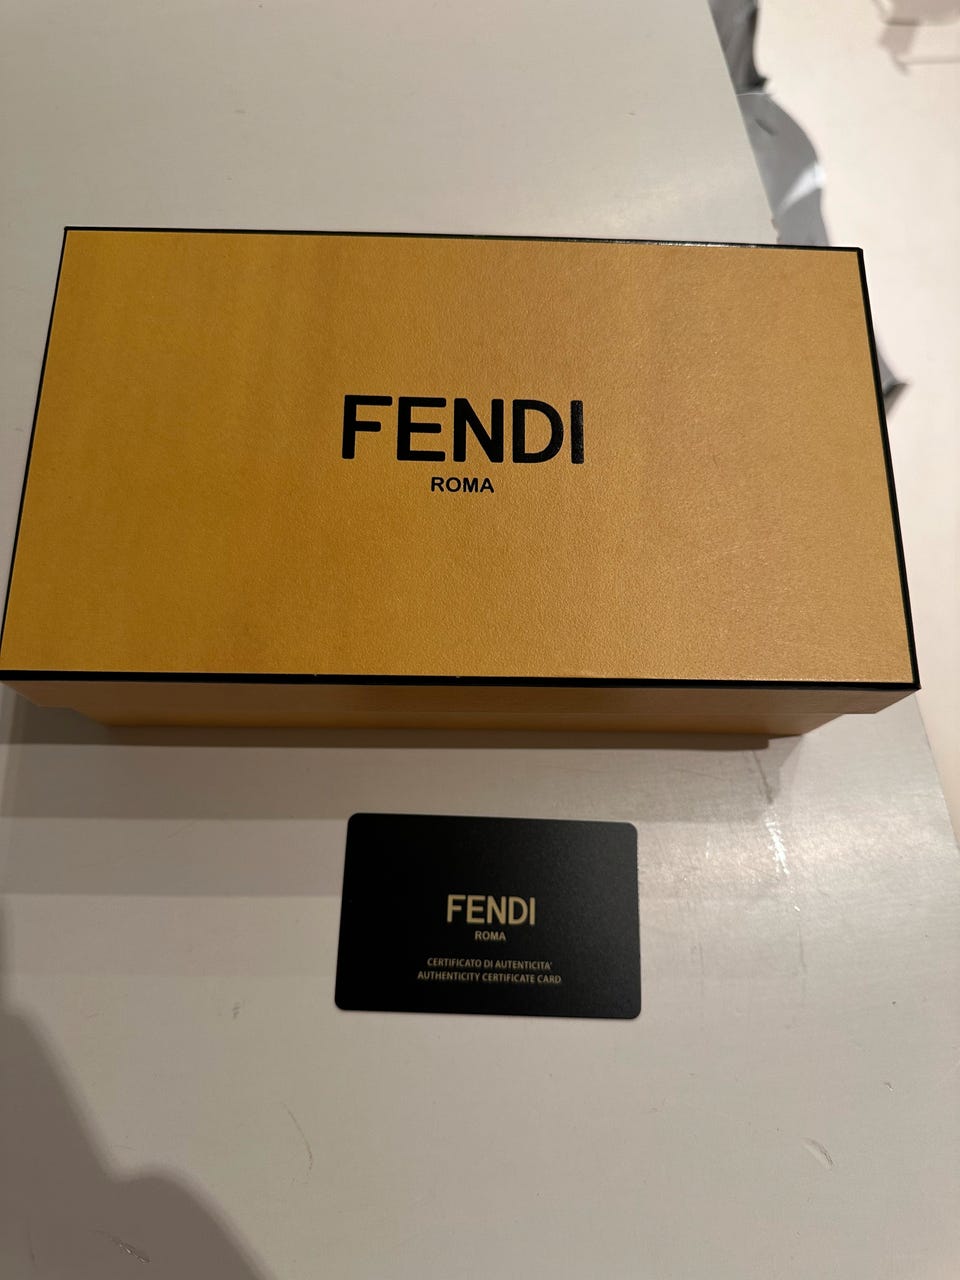 FENDI
ROMA
FENDI
ROMA
CERTIFICATO DI AUTENTICITA'
AUTHENTICITY CERTIFICATE CARD